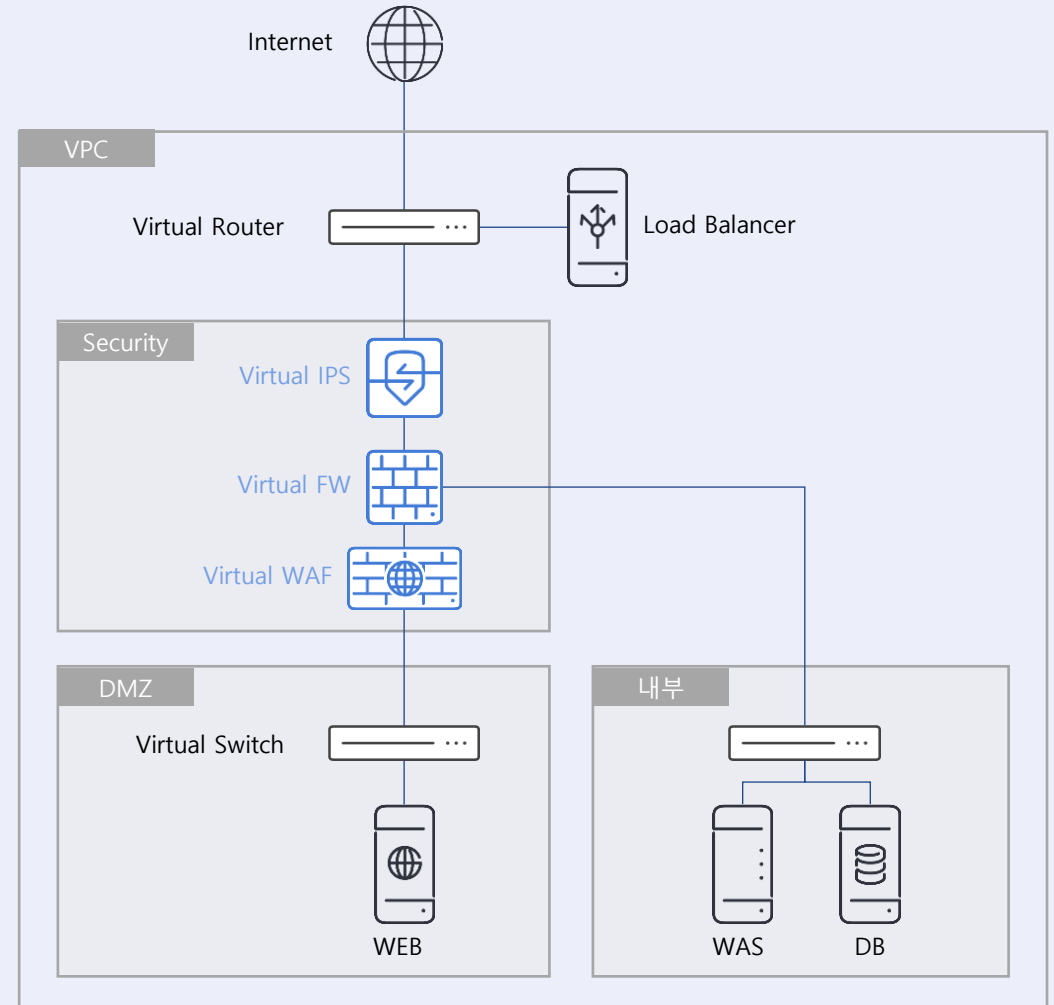 Internet
VPC
Virtual Router
Load Balancer
Security
Virtual IPS
Virtual FW
Virtual WAF
DMZ
내부
Virtual Switch
WEB
WAS
DB